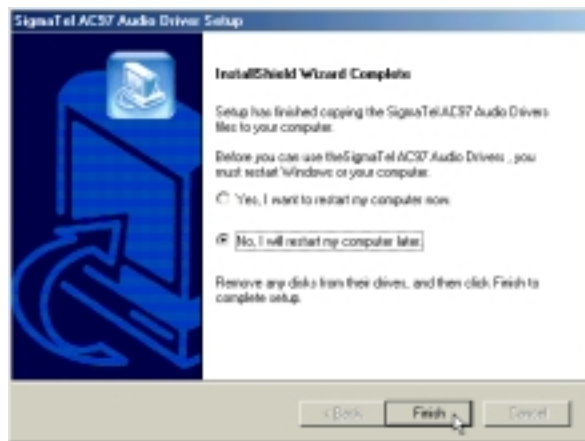 SigmaTel AC97 Audio Driver Setup
InstallShield Wizard Complete
Setup has finished copying the SigmaTel AC97 Audio Drivers
files to your computer.
Before you can use theSigmaTel AC97 Audio Drivers , you
must restart Windows or your computer.
Yes, I want to restart my computer now.
No, I will restart my computer later.
Remove any disks from their drives, and then click Finish to
complete setup.
< Back
Finish
Cancel